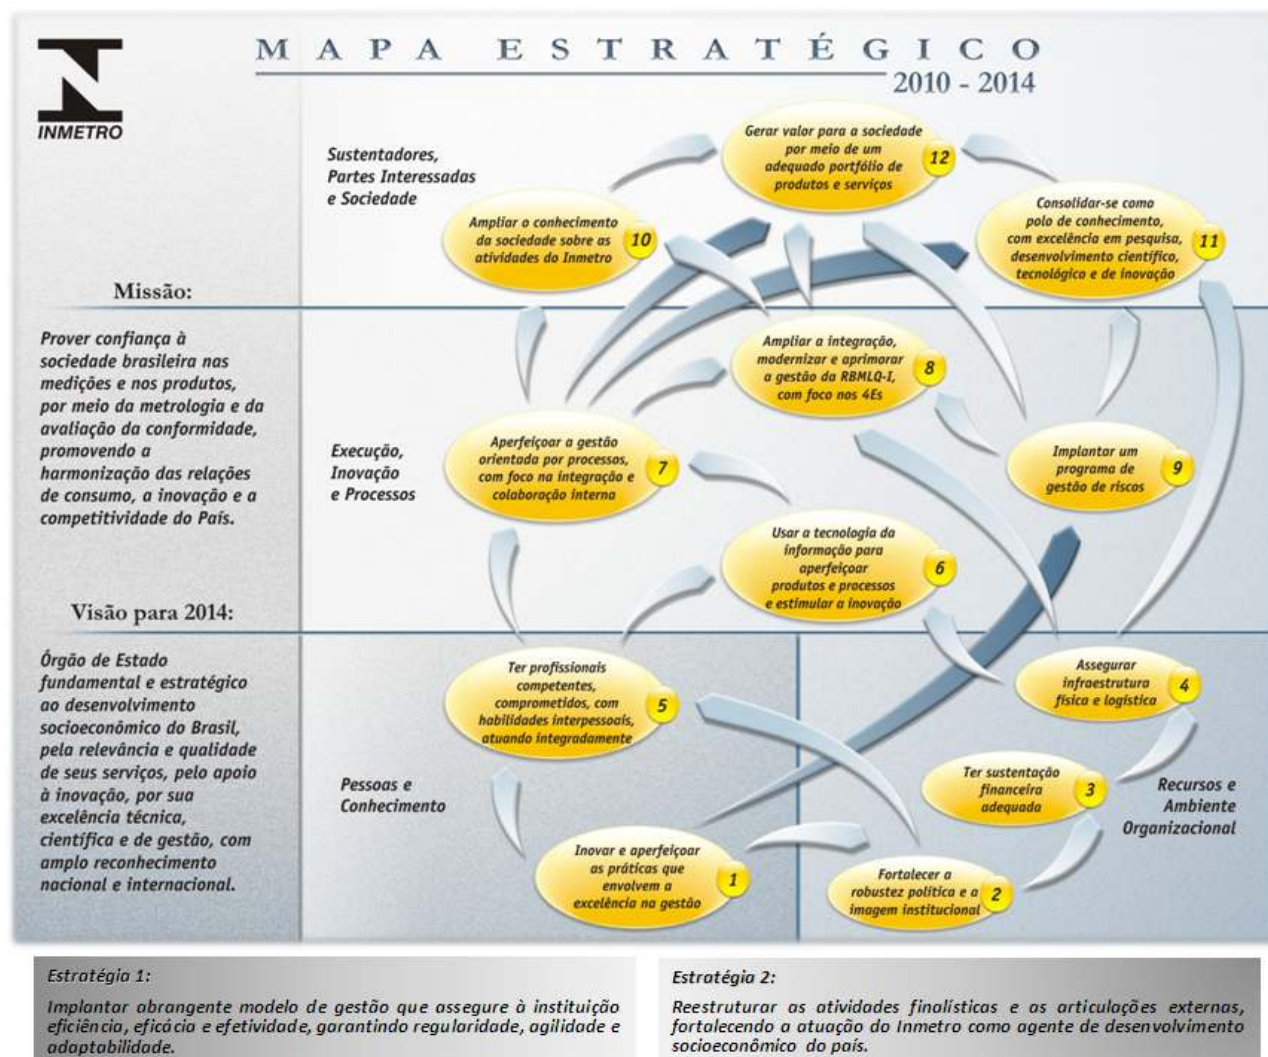 MAPA ESTRATÉGICO
2010 - 2014
INMETRO
Sustentadores,
Partes Interessadas
e Sociedade
Gerar valor para a sociedade
por meio de um
adequado portfólio de
produtos e serviços
12
Ampliar o conhecimento
da sociedade sobre as
atividades do Inmetro
10
Consolidar-se como
polo de conhecimento,
com excelência em pesquisa,
desenvolvimento científico,
tecnológico e de inovação
11
Missão:
Prover confiança à
sociedade brasileira nas
medições e nos produtos,
por meio da metrologia e da
avaliação da conformidade,
promovendo a
harmonização das relações
de consumo, a inovação e a
competitividade do País.
Execução,
Inovação
e Processos
Ampliar a integração,
modernizar e aprimorar
a gestão da RBMLQ-I,
com foco nos 4Es
8
Aperfeiçoar a gestão
orientada por processos,
com foco na integração e
colaboração interna
7
Implantar um
programa de
gestão de riscos
9
Usar a tecnologia da
informação para
aperfeiçoar
produtos e processos
e estimular a inovação
6
Visão para 2014:
Órgão de Estado
fundamental e estratégico
ao desenvolvimento
socioeconômico do Brasil,
pela relevância e qualidade
de seus serviços, pelo apoio
à inovação, por sua
excelência técnica,
científica e de gestão, com
amplo reconhecimento
nacional e internacional.
Pessoas e
Conhecimento
Ter profissionais
competentes,
comprometidos, com
habilidades interpessoais,
atuando integradamente
5
Assegurar
infraestrutura
física e logística
4
Ter sustentação
financeira
adequada
3
Recursos e
Ambiente
Organizacional
Inovar e aperfeiçoar
as práticas que
envolvem a
excelência na gestão
1
Fortalecer a
robustez política e a
imagem institucional
2
Estratégia 1:
Implantar abrangente modelo de gestão que assegure à instituição
eficiência, eficácia e efetividade, garantindo regularidade, agilidade e
adaptabilidade.
Estratégia 2:
Reestruturar as atividades finalísticas e as articulações externas,
fortalecendo a atuação do Inmetro como agente de desenvolvimento
socioeconômico do país.